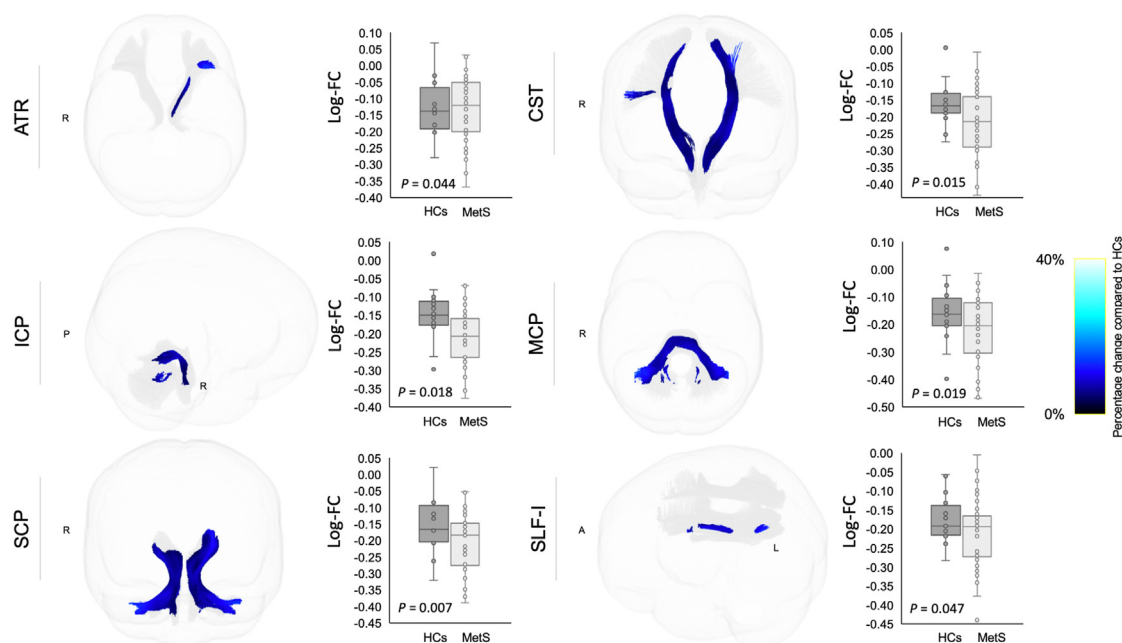 ATR
R
Log-FC
0.10
0.05
0.00
-0.05
-0.10
-0.15
-0.20
-0.25
-0.30
-0.35
-0.40
P = 0.044
HCs MetS
CST
R
Log-FC
0.05
0.00
-0.05
-0.10
-0.15
-0.20
-0.25
-0.30
-0.35
-0.40
P = 0.015
HCs MetS
ICP
P
R
Log-FC
0.05
0.00
-0.05
-0.10
-0.15
-0.20
-0.25
-0.30
-0.35
-0.40
P = 0.018
HCs MetS
MCP
R
Log-FC
0.10
0.00
-0.10
-0.20
-0.30
-0.40
-0.50
P = 0.019
HCs MetS
40%
0%
Percentage change compared to HCs
SCP
R
Log-FC
0.05
0.00
-0.05
-0.10
-0.15
-0.20
-0.25
-0.30
-0.35
-0.40
-0.45
P = 0.007
HCs MetS
SLF-I
A
L
Log-FC
0.00
-0.05
-0.10
-0.15
-0.20
-0.25
-0.30
-0.35
-0.40
-0.45
P = 0.047
HCs MetS